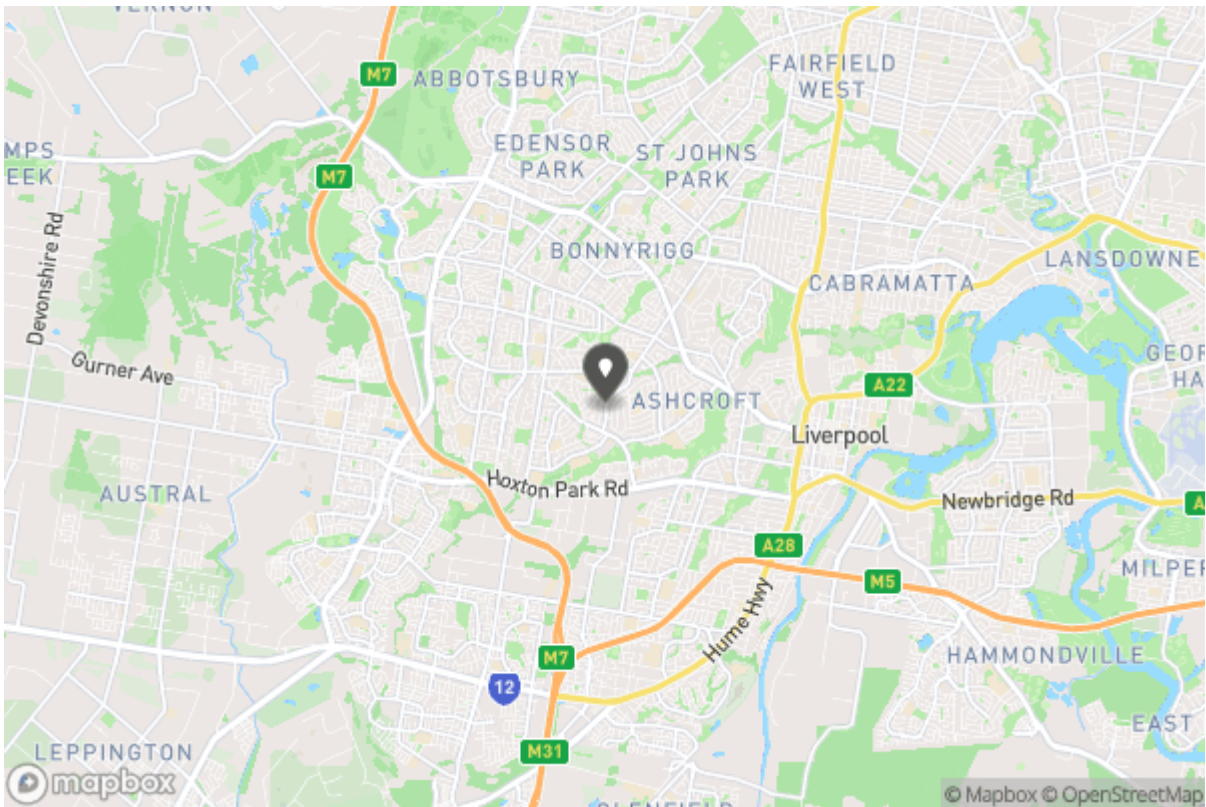 VERNON
M7
ABBOTSBURY
FAIRFIELD
WEST
EDENSOR
PARK
ST JOHNS
PARK
MPS
EEK
M7
Devonshire Rd
BONNYRIGG
LANSDOWNE
CABRAMATTA
Gurner Ave
GEOR
HA
A22
ASHCROFT
Liverpool
Hoxton Park Rd
AUSTRAL
Newbridge Rd
A
A28
M5
MILPER
Hume Hwy
M7
HAMMONDVILLE
12
EAST
LEPPINGTON
M31
mapbox
GLENFIELD
© Mapbox © OpenStreetMap